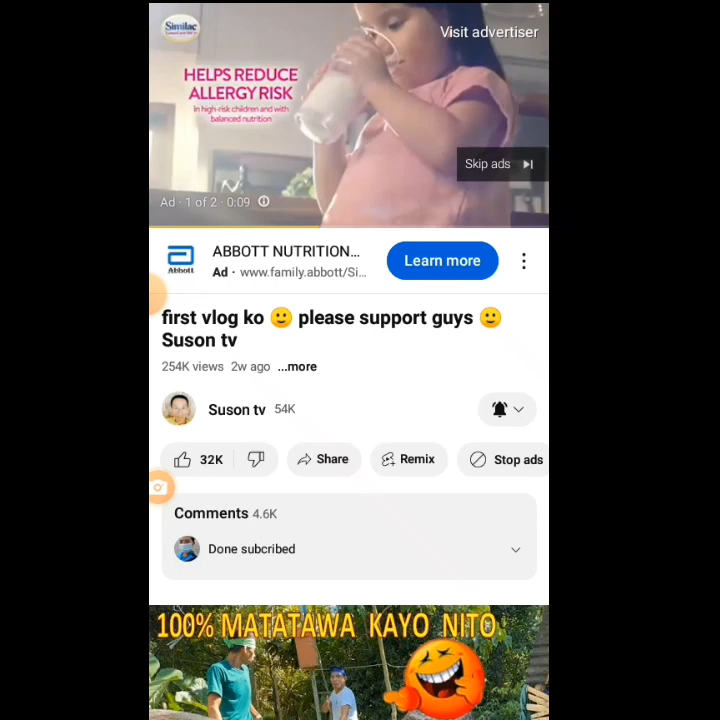 Similac
Visit advertiser
HELPS REDUCE
ALLERGY RISK
In high-risk children and with
balanced nutrition
Skip ads
Ad · 1 of 2 · 0:09
Abbott
ABBOTT NUTRITION...
Ad · www.family.abbott/Si...
Learn more
first vlog ko 🙂 please support guys 🙂
Suson tv
254K views 2w ago ...more
Suson tv 54K
32K
Share
Remix
Stop ads
Comments 4.6K
Done subcribed
100% MATATAWA KAYO NITO